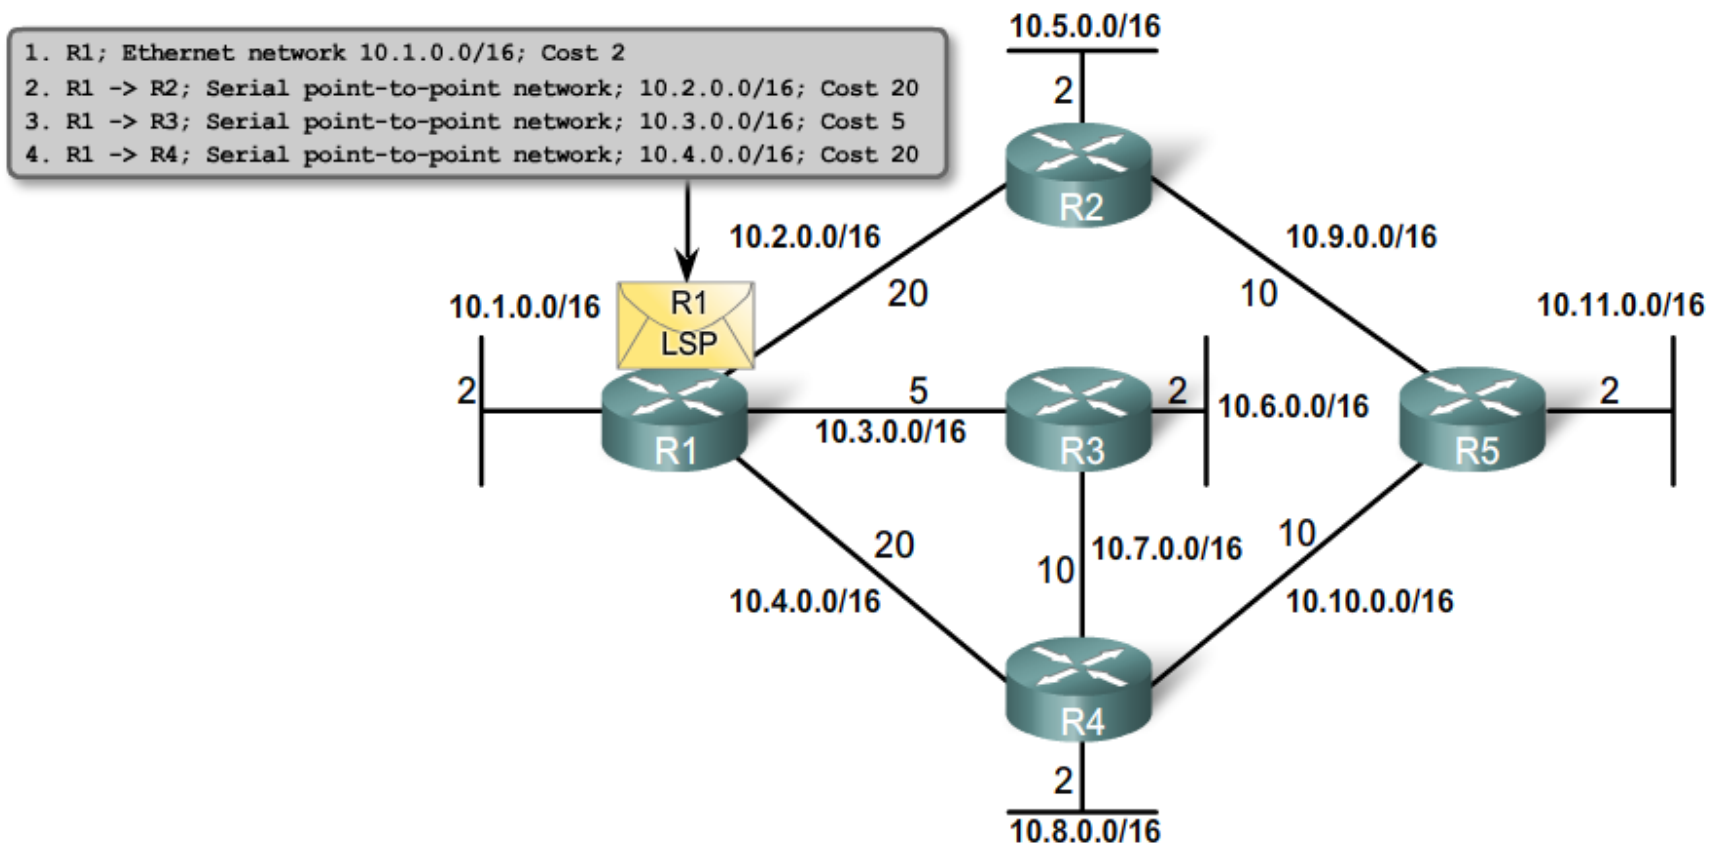 1. R1; Ethernet network 10.1.0.0/16; Cost 2
2. R1 -> R2; Serial point-to-point network; 10.2.0.0/16; Cost 20
3. R1 -> R3; Serial point-to-point network; 10.3.0.0/16; Cost 5
4. R1 -> R4; Serial point-to-point network; 10.4.0.0/16; Cost 20
10.5.0.0/16
2
R2
10.2.0.0/16
10.9.0.0/16
20
10
10.1.0.0/16
R1
LSP
10.11.0.0/16
2
R1
5
10.3.0.0/16
R3
2
10.6.0.0/16
R5
2
20
10.4.0.0/16
10
10.7.0.0/16
10
10.10.0.0/16
R4
2
10.8.0.0/16